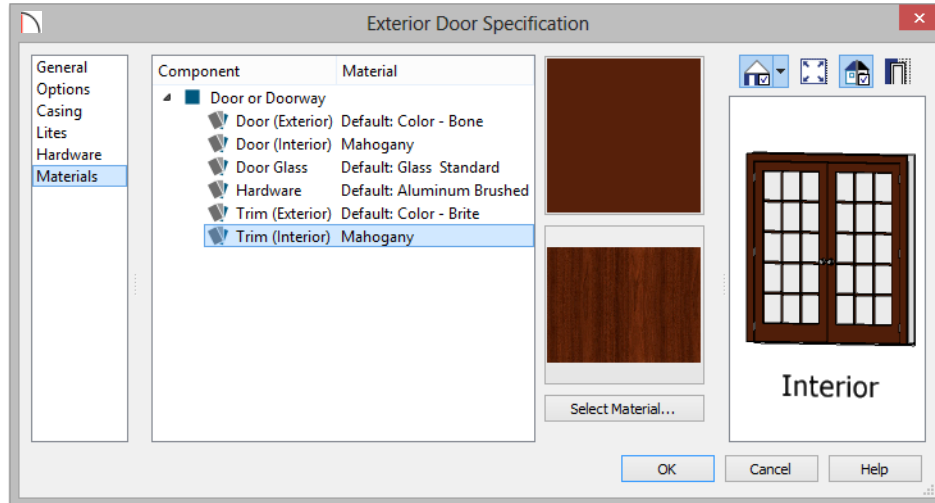 Exterior Door Specification
General
Options
Casing
Lites
Hardware
Materials
Component Material
Door or Doorway
Door (Exterior) Default: Color - Bone
Door (Interior) Mahogany
Door Glass Default: Glass Standard
Hardware Default: Aluminum Brushed
Trim (Exterior) Default: Color - Brite
Trim (Interior) Mahogany
Select Material...
Interior
OK Cancel Help